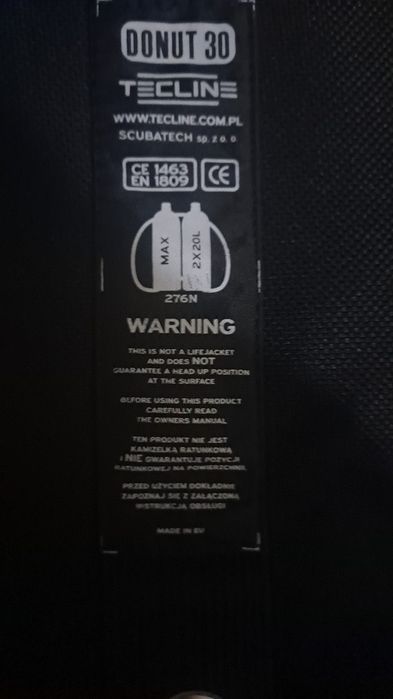 DONUT 30
TECLINE
WWW.TECLINE.COM.PL
SCUBATECH sp. z o. o.
CE 1463
EN 1809
CE
MAX
2X20L
276N
WARNING
THIS IS NOT A LIFEJACKET
AND DOES NOT
GUARANTEE A HEAD UP POSITION
AT THE SURFACE
BEFORE USING THIS PRODUCT
CAREFULLY READ
THE OWNERS MANUAL
TEN PRODUKT NIE JEST
KAMIZELKĄ RATUNKOWĄ
I NIE GWARANTUJE POZYCJI
RATUNKOWEJ NA POWIERZCHNI.
PRZED UŻYCIEM DOKŁADNIE
ZAPOZNAJ SIĘ Z ZAŁĄCZONĄ
INSTRUKCJĄ OBSŁUGI
MADE IN EU